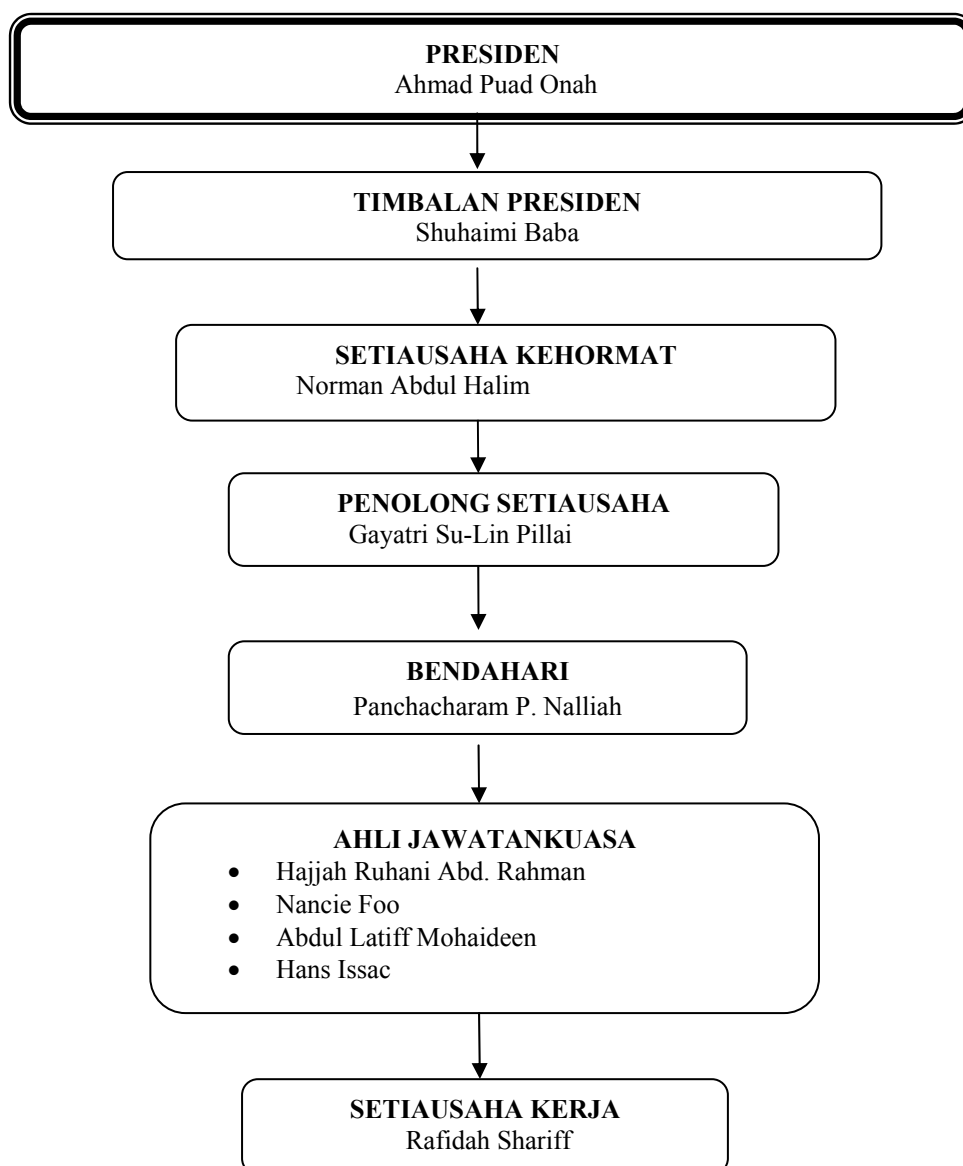 PRESIDEN
Ahmad Puad Onah
TIMBALAN PRESIDEN
Shuhaimi Baba
SETIAUSAHA KEHORMAT
Norman Abdul Halim
PENOLONG SETIAUSAHA
Gayatri Su-Lin Pillai
BENDAHARI
Panchacharam P. Nalliah
AHLI JAWATANKUASA
• Hajjah Ruhani Abd. Rahman
• Nancie Foo
• Abdul Latiff Mohaideen
• Hans Issac
SETIAUSAHA KERJA
Rafidah Shariff